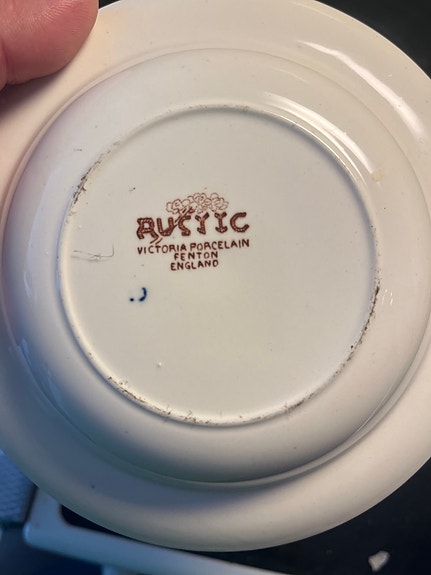 RUSTIC
VICTORIA PORCELAIN
FENTON
ENGLAND